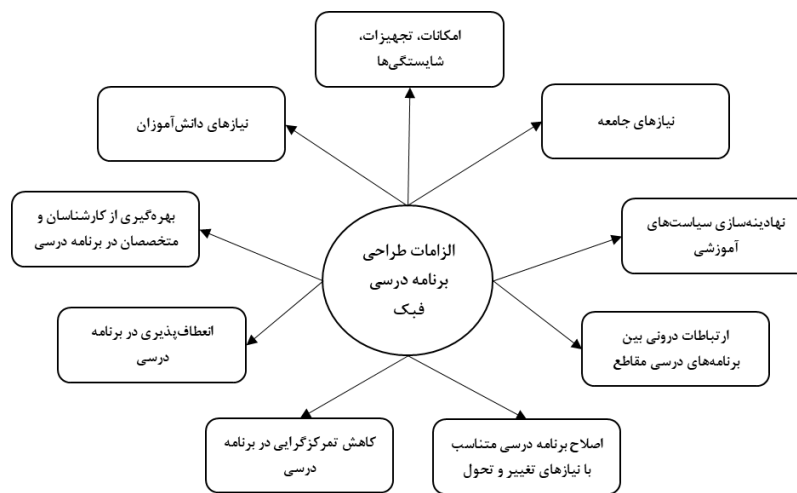 امکانات، تجهیزات،
شایستگی‌ها
نیازهای جامعه
نیازهای دانش‌آموزان
نهادینه‌سازی سیاست‌های
آموزشی
بهره‌گیری از کارشناسان و
متخصصان در برنامه درسی
الزامات طراحی
برنامه درسی
فبک
ارتباطات درونی بین
برنامه‌های درسی مقاطع
انعطاف‌پذیری در برنامه
درسی
اصلاح برنامه درسی متناسب
با نیازهای تغییر و تحول
کاهش تمرکزگرایی در برنامه
درسی